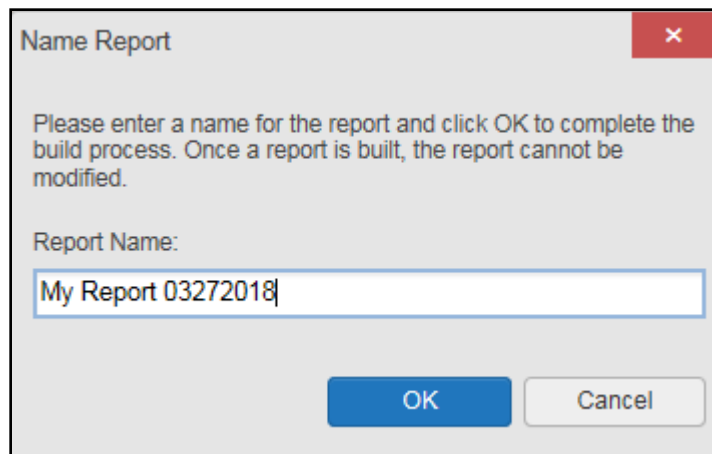 Name Report
Please enter a name for the report and click OK to complete the
build process. Once a report is built, the report cannot be
modified.
Report Name:
My Report 03272018
OK Cancel